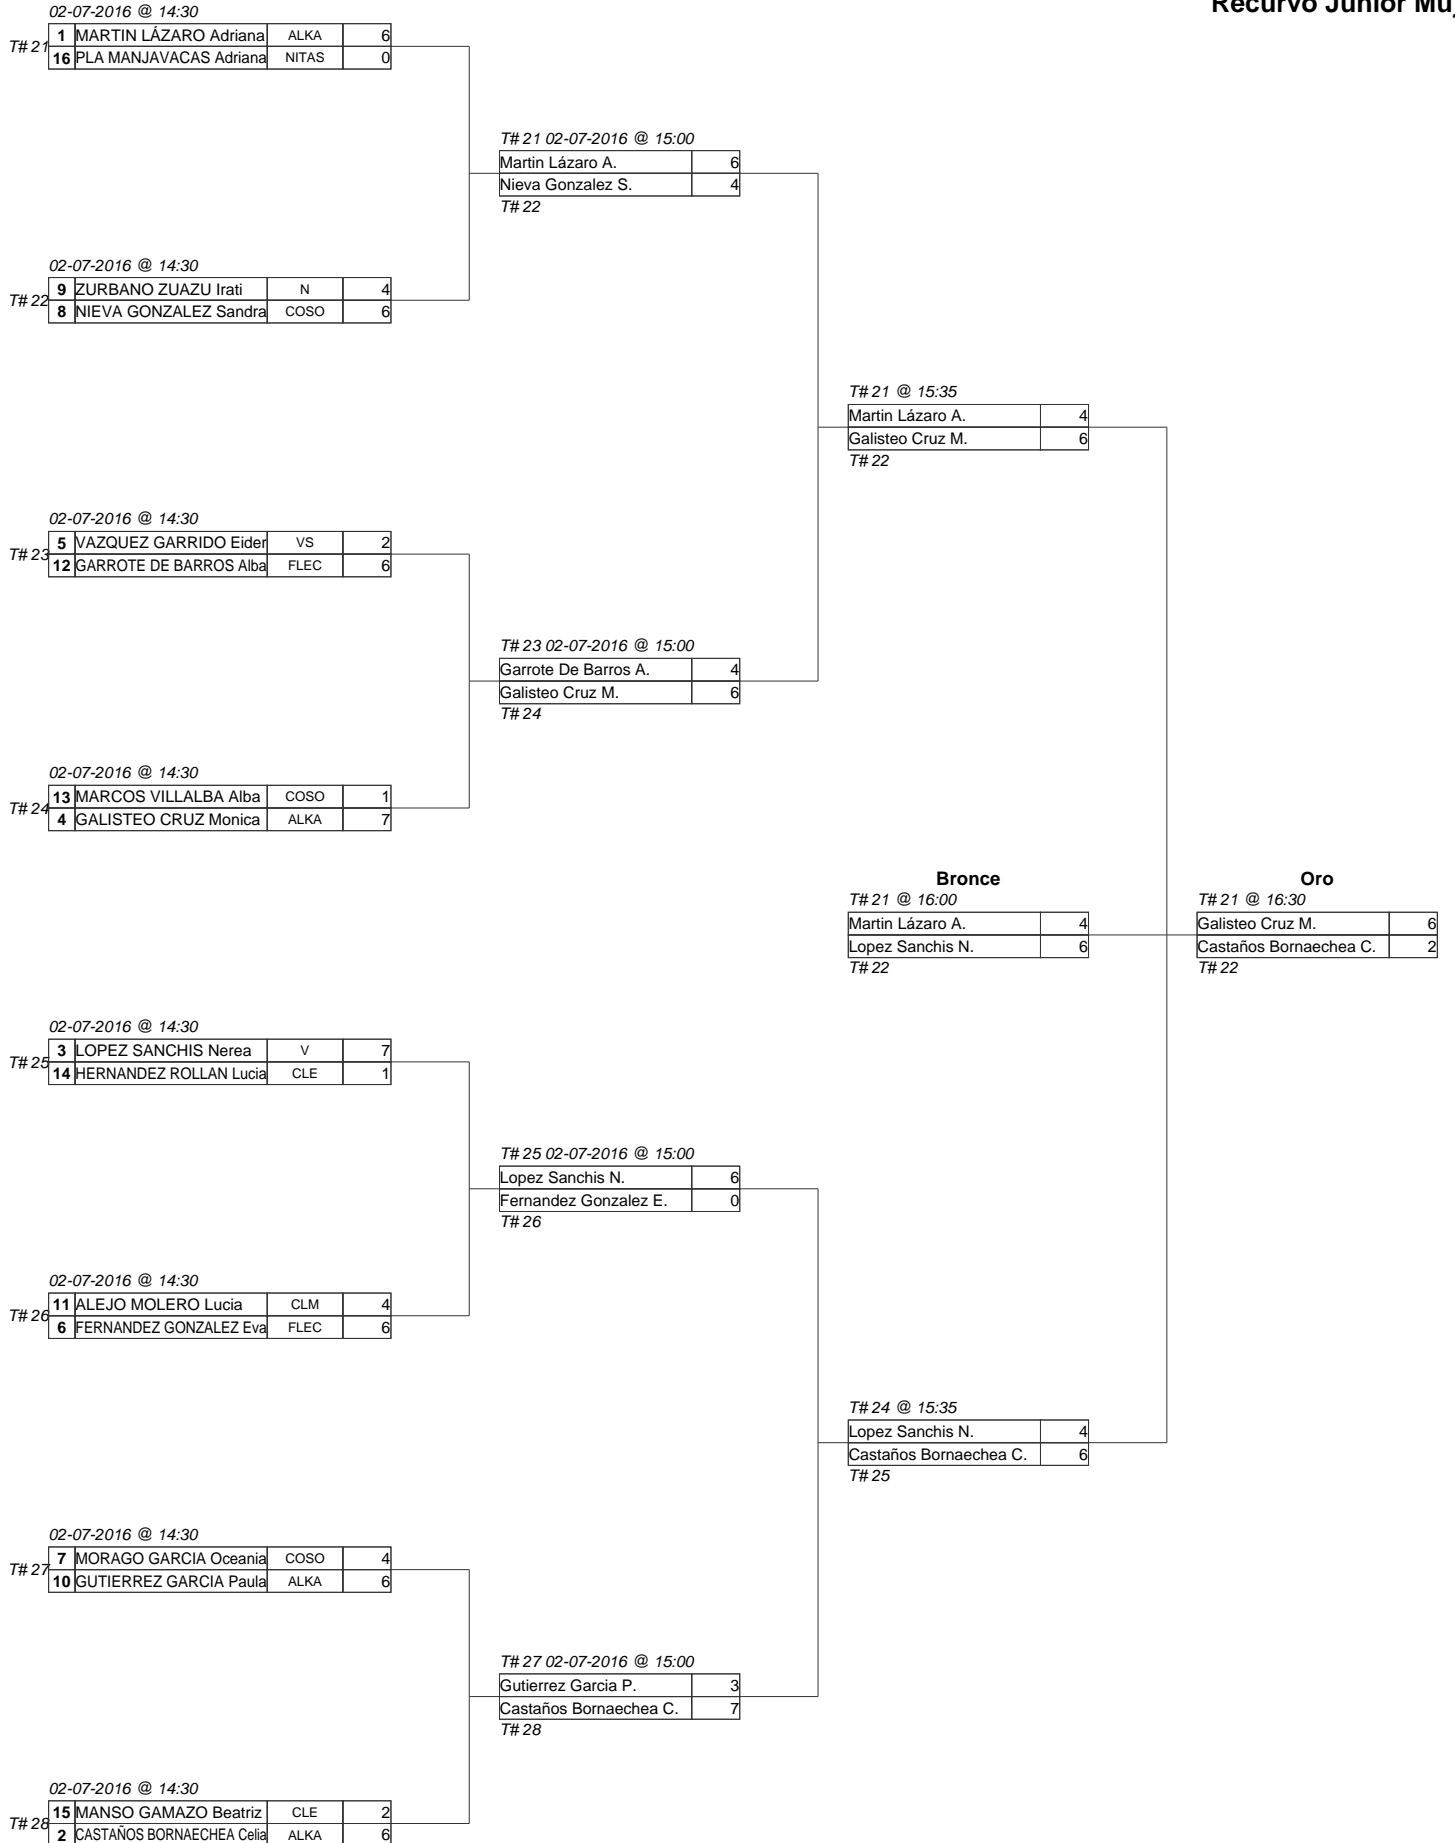 Recurvo Junior Muj
02-07-2016 @ 14:30
T# 21
1 MARTIN LÁZARO Adriana ALKA 6
16 PLA MANJAVACAS Adriana NITAS 0
T# 21 02-07-2016 @ 15:00
Martin Lázaro A. 6
Nieva Gonzalez S. 4
T# 22
02-07-2016 @ 14:30
T# 22
9 ZURBANO ZUAZU Irati N 4
8 NIEVA GONZALEZ Sandra COSO 6
T# 21 @ 15:35
Martin Lázaro A. 4
Galisteo Cruz M. 6
T# 22
02-07-2016 @ 14:30
T# 23
5 VAZQUEZ GARRIDO Eider VS 2
12 GARROTE DE BARROS Alba FLEC 6
T# 23 02-07-2016 @ 15:00
Garrote De Barros A. 4
Galisteo Cruz M. 6
T# 24
02-07-2016 @ 14:30
T# 24
13 MARCOS VILLALBA Alba COSO 1
4 GALISTEO CRUZ Monica ALKA 7
Bronce
T# 21 @ 16:00
Martin Lázaro A. 4
Lopez Sanchis N. 6
T# 22
Oro
T# 21 @ 16:30
Galisteo Cruz M. 6
Castaños Bornaechea C. 2
T# 22
02-07-2016 @ 14:30
T# 25
3 LOPEZ SANCHIS Nerea V 7
14 HERNANDEZ ROLLAN Lucia CLE 1
T# 25 02-07-2016 @ 15:00
Lopez Sanchis N. 6
Fernandez Gonzalez E. 0
T# 26
02-07-2016 @ 14:30
T# 26
11 ALEJO MOLERO Lucia CLM 4
6 FERNANDEZ GONZALEZ Eva FLEC 6
T# 24 @ 15:35
Lopez Sanchis N. 4
Castaños Bornaechea C. 6
T# 25
02-07-2016 @ 14:30
T# 27
7 MORAGO GARCIA Oceania COSO 4
10 GUTIERREZ GARCIA Paula ALKA 6
T# 27 02-07-2016 @ 15:00
Gutierrez Garcia P. 3
Castaños Bornaechea C. 7
T# 28
02-07-2016 @ 14:30
T# 28
15 MANSO GAMAZO Beatriz CLE 2
2 CASTAÑOS BORNAECHEA Celia ALKA 6